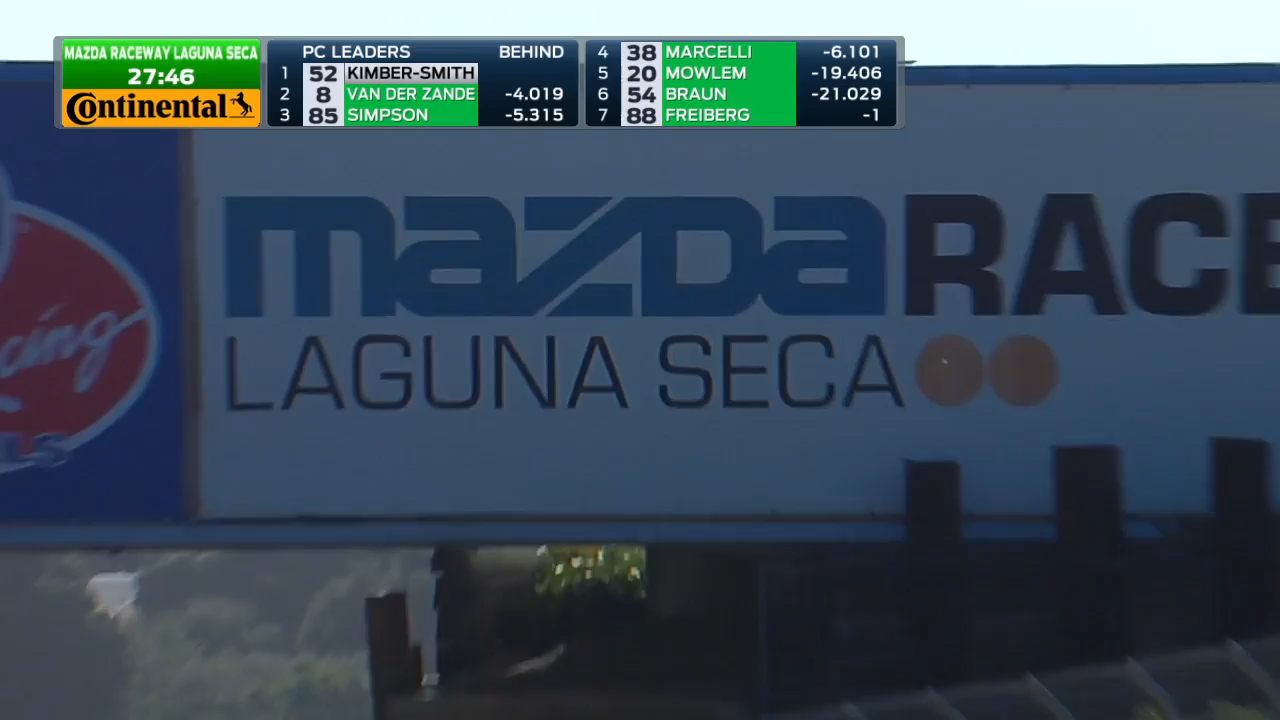 MAZDA RACEWAY LAGUNA SECA
27:46
Continental
PC LEADERS BEHIND
1 52 KIMBER-SMITH
2 8 VAN DER ZANDE -4.019
3 85 SIMPSON -5.315
4 38 MARCELLI -6.101
5 20 MOWLEM -19.406
6 54 BRAUN -21.029
7 88 FREIBERG -1
mazda RACE
LAGUNA SECA